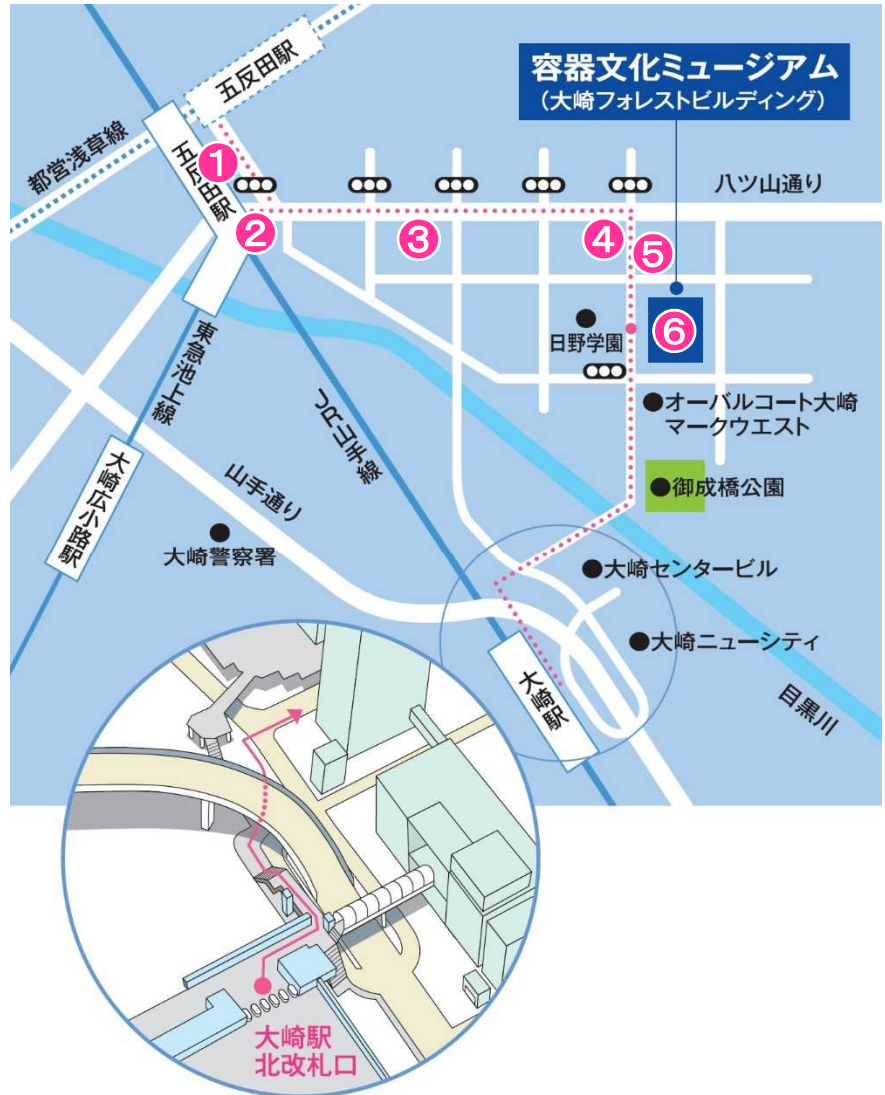 五反田駅
容器文化ミュージアム
(大崎フォレストビルディング)
都営浅草線
五反田駅
①
②
③
④
⑤
⑥
八ツ山通り
日野学園
東急池上線
JR山手線
オーバルコート大崎
マークウエスト
大崎広小路駅
山手通り
御成橋公園
大崎警察署
大崎センタービル
大崎ニューシティ
大崎駅
目黒川
大崎駅
北改札口